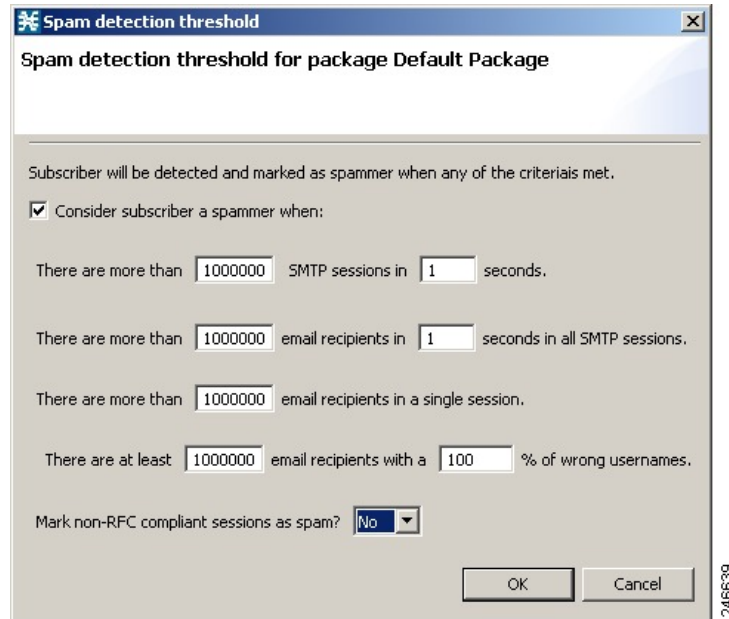 Spam detection threshold
Spam detection threshold for package Default Package
Subscriber will be detected and marked as spammer when any of the criteriais met.
Consider subscriber a spammer when:
There are more than 1000000 SMTP sessions in 1 seconds.
There are more than 1000000 email recipients in 1 seconds in all SMTP sessions.
There are more than 1000000 email recipients in a single session.
There are at least 1000000 email recipients with a 100 % of wrong usernames.
Mark non-RFC compliant sessions as spam? No
OK Cancel
246639